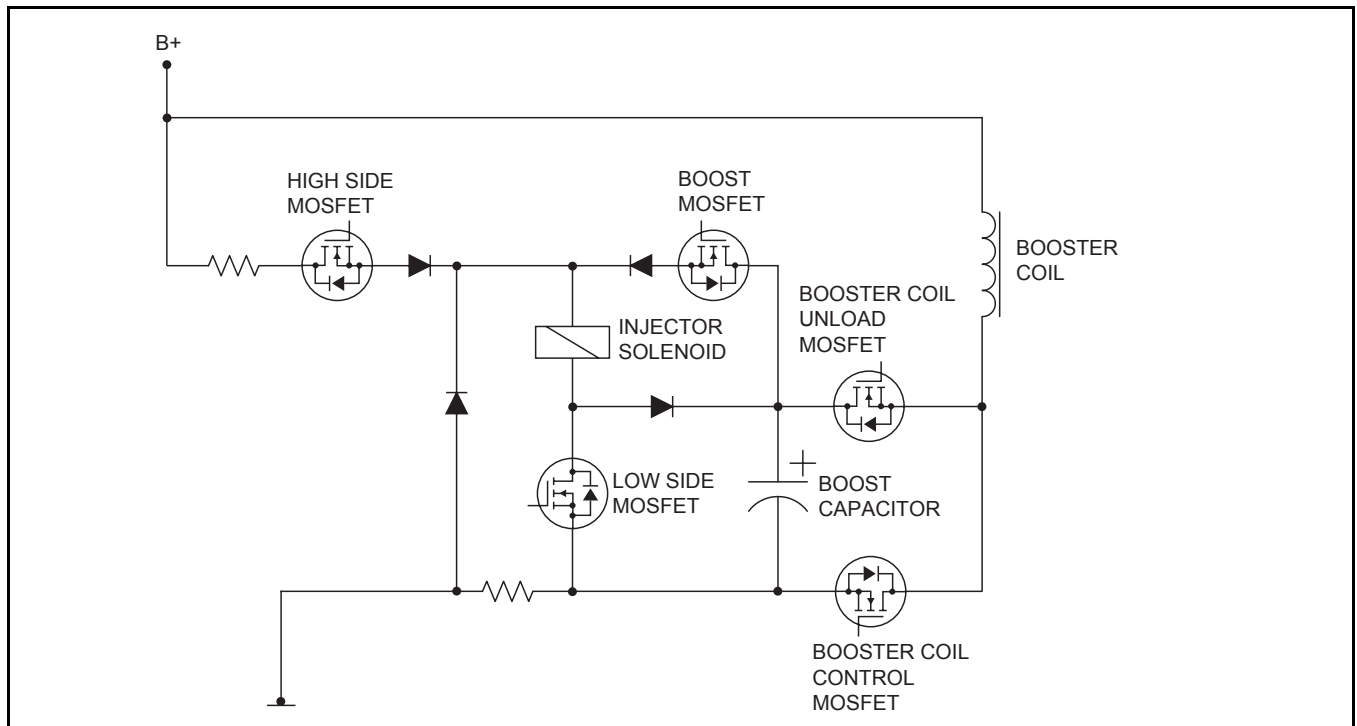 B+
HIGH SIDE
MOSFET
BOOST
MOSFET
BOOSTER
COIL
BOOSTER COIL
UNLOAD
MOSFET
INJECTOR
SOLENOID
LOW SIDE
MOSFET
BOOST
CAPACITOR
BOOSTER COIL
CONTROL
MOSFET